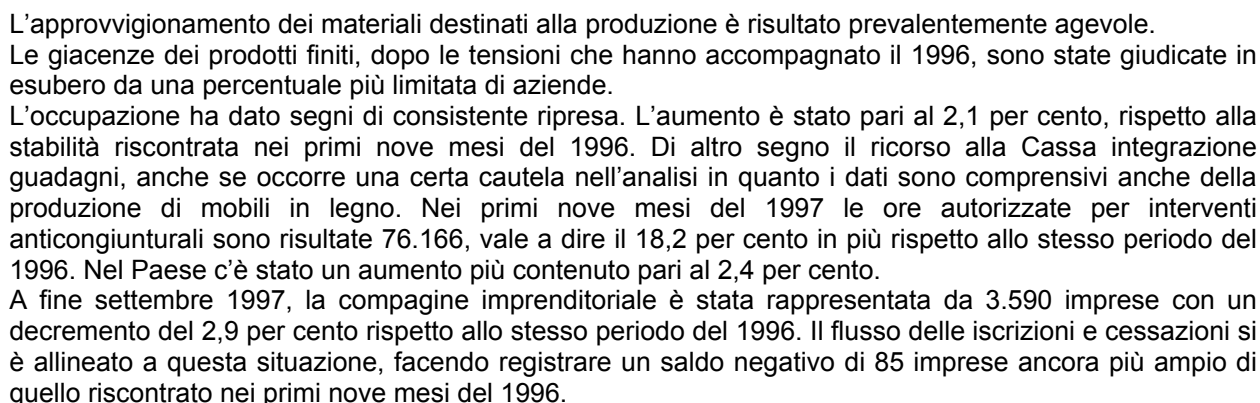 L’approvvigionamento dei materiali destinati alla produzione è risultato prevalentemente agevole.
Le giacenze dei prodotti finiti, dopo le tensioni che hanno accompagnato il 1996, sono state giudicate in
esubero da una percentuale più limitata di aziende.
L’occupazione ha dato segni di consistente ripresa. L’aumento è stato pari al 2,1 per cento, rispetto alla
stabilità riscontrata nei primi nove mesi del 1996. Di altro segno il ricorso alla Cassa integrazione
guadagni, anche se occorre una certa cautela nell’analisi in quanto i dati sono comprensivi anche della
produzione di mobili in legno. Nei primi nove mesi del 1997 le ore autorizzate per interventi
anticongiunturali sono risultate 76.166, vale a dire il 18,2 per cento in più rispetto allo stesso periodo del
1996. Nel Paese c’è stato un aumento più contenuto pari al 2,4 per cento.
A fine settembre 1997, la compagine imprenditoriale è stata rappresentata da 3.590 imprese con un
decremento del 2,9 per cento rispetto allo stesso periodo del 1996. Il flusso delle iscrizioni e cessazioni si
è allineato a questa situazione, facendo registrare un saldo negativo di 85 imprese ancora più ampio di
quello riscontrato nei primi nove mesi del 1996.